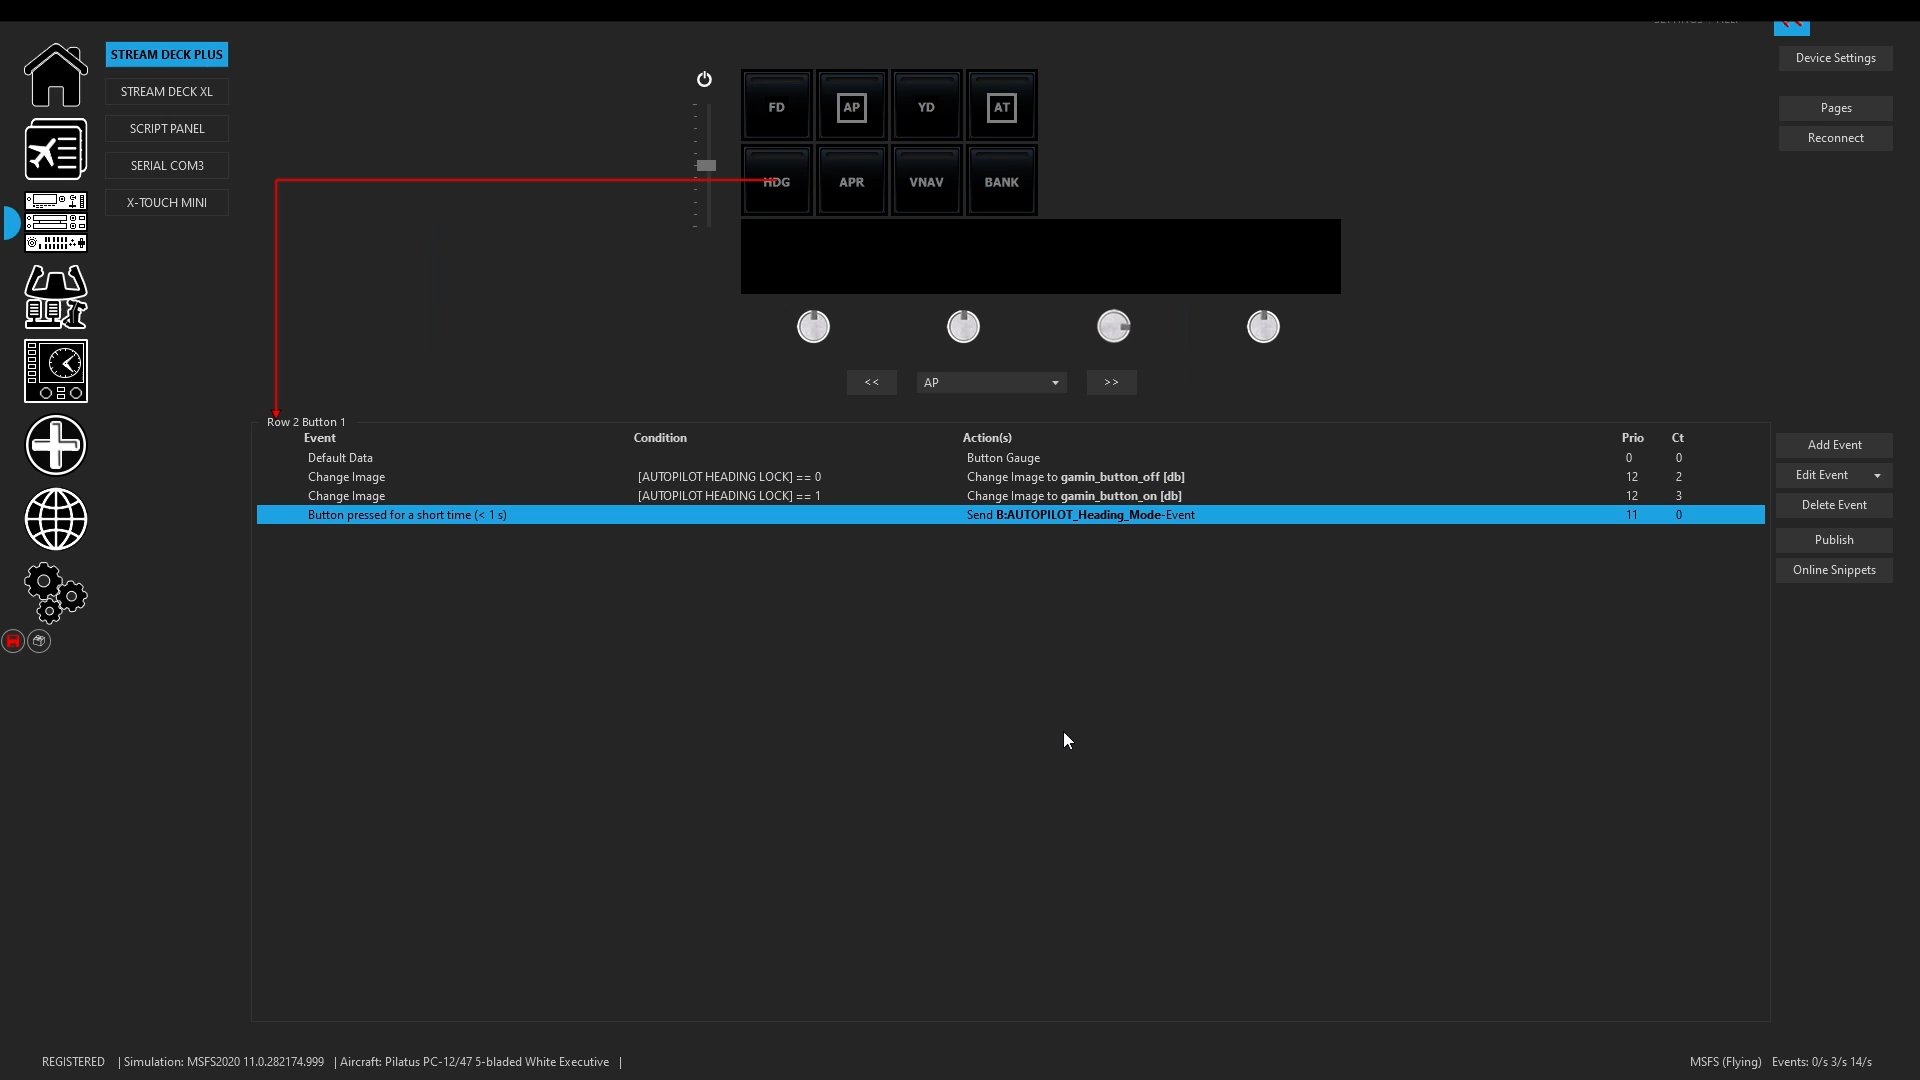 STREAM DECK PLUS
STREAM DECK XL
SCRIPT PANEL
SERIAL COM3
X-TOUCH MINI
FD
AP
YD
AT
HDG
APR
VNAV
BANK
<<
AP
>>
Device Settings
Pages
Reconnect
Row 2 Button 1
Event Condition Action(s) Prio Ct
Default Data Button Gauge 0 0
Change Image [AUTOPILOT HEADING LOCK] == 0 Change Image to gamin_button_off [db] 12 2
Change Image [AUTOPILOT HEADING LOCK] == 1 Change Image to gamin_button_on [db] 12 3
Button pressed for a short time (< 1 s) Send B:AUTOPILOT_Heading_Mode-Event 11 0
Add Event
Edit Event
Delete Event
Publish
Online Snippets
REGISTERED | Simulation: MSFS2020 11.0.282174.999 | Aircraft: Pilatus PC-12/47 5-bladed White Executive |
MSFS (Flying) Events: 0/s 3/s 14/s